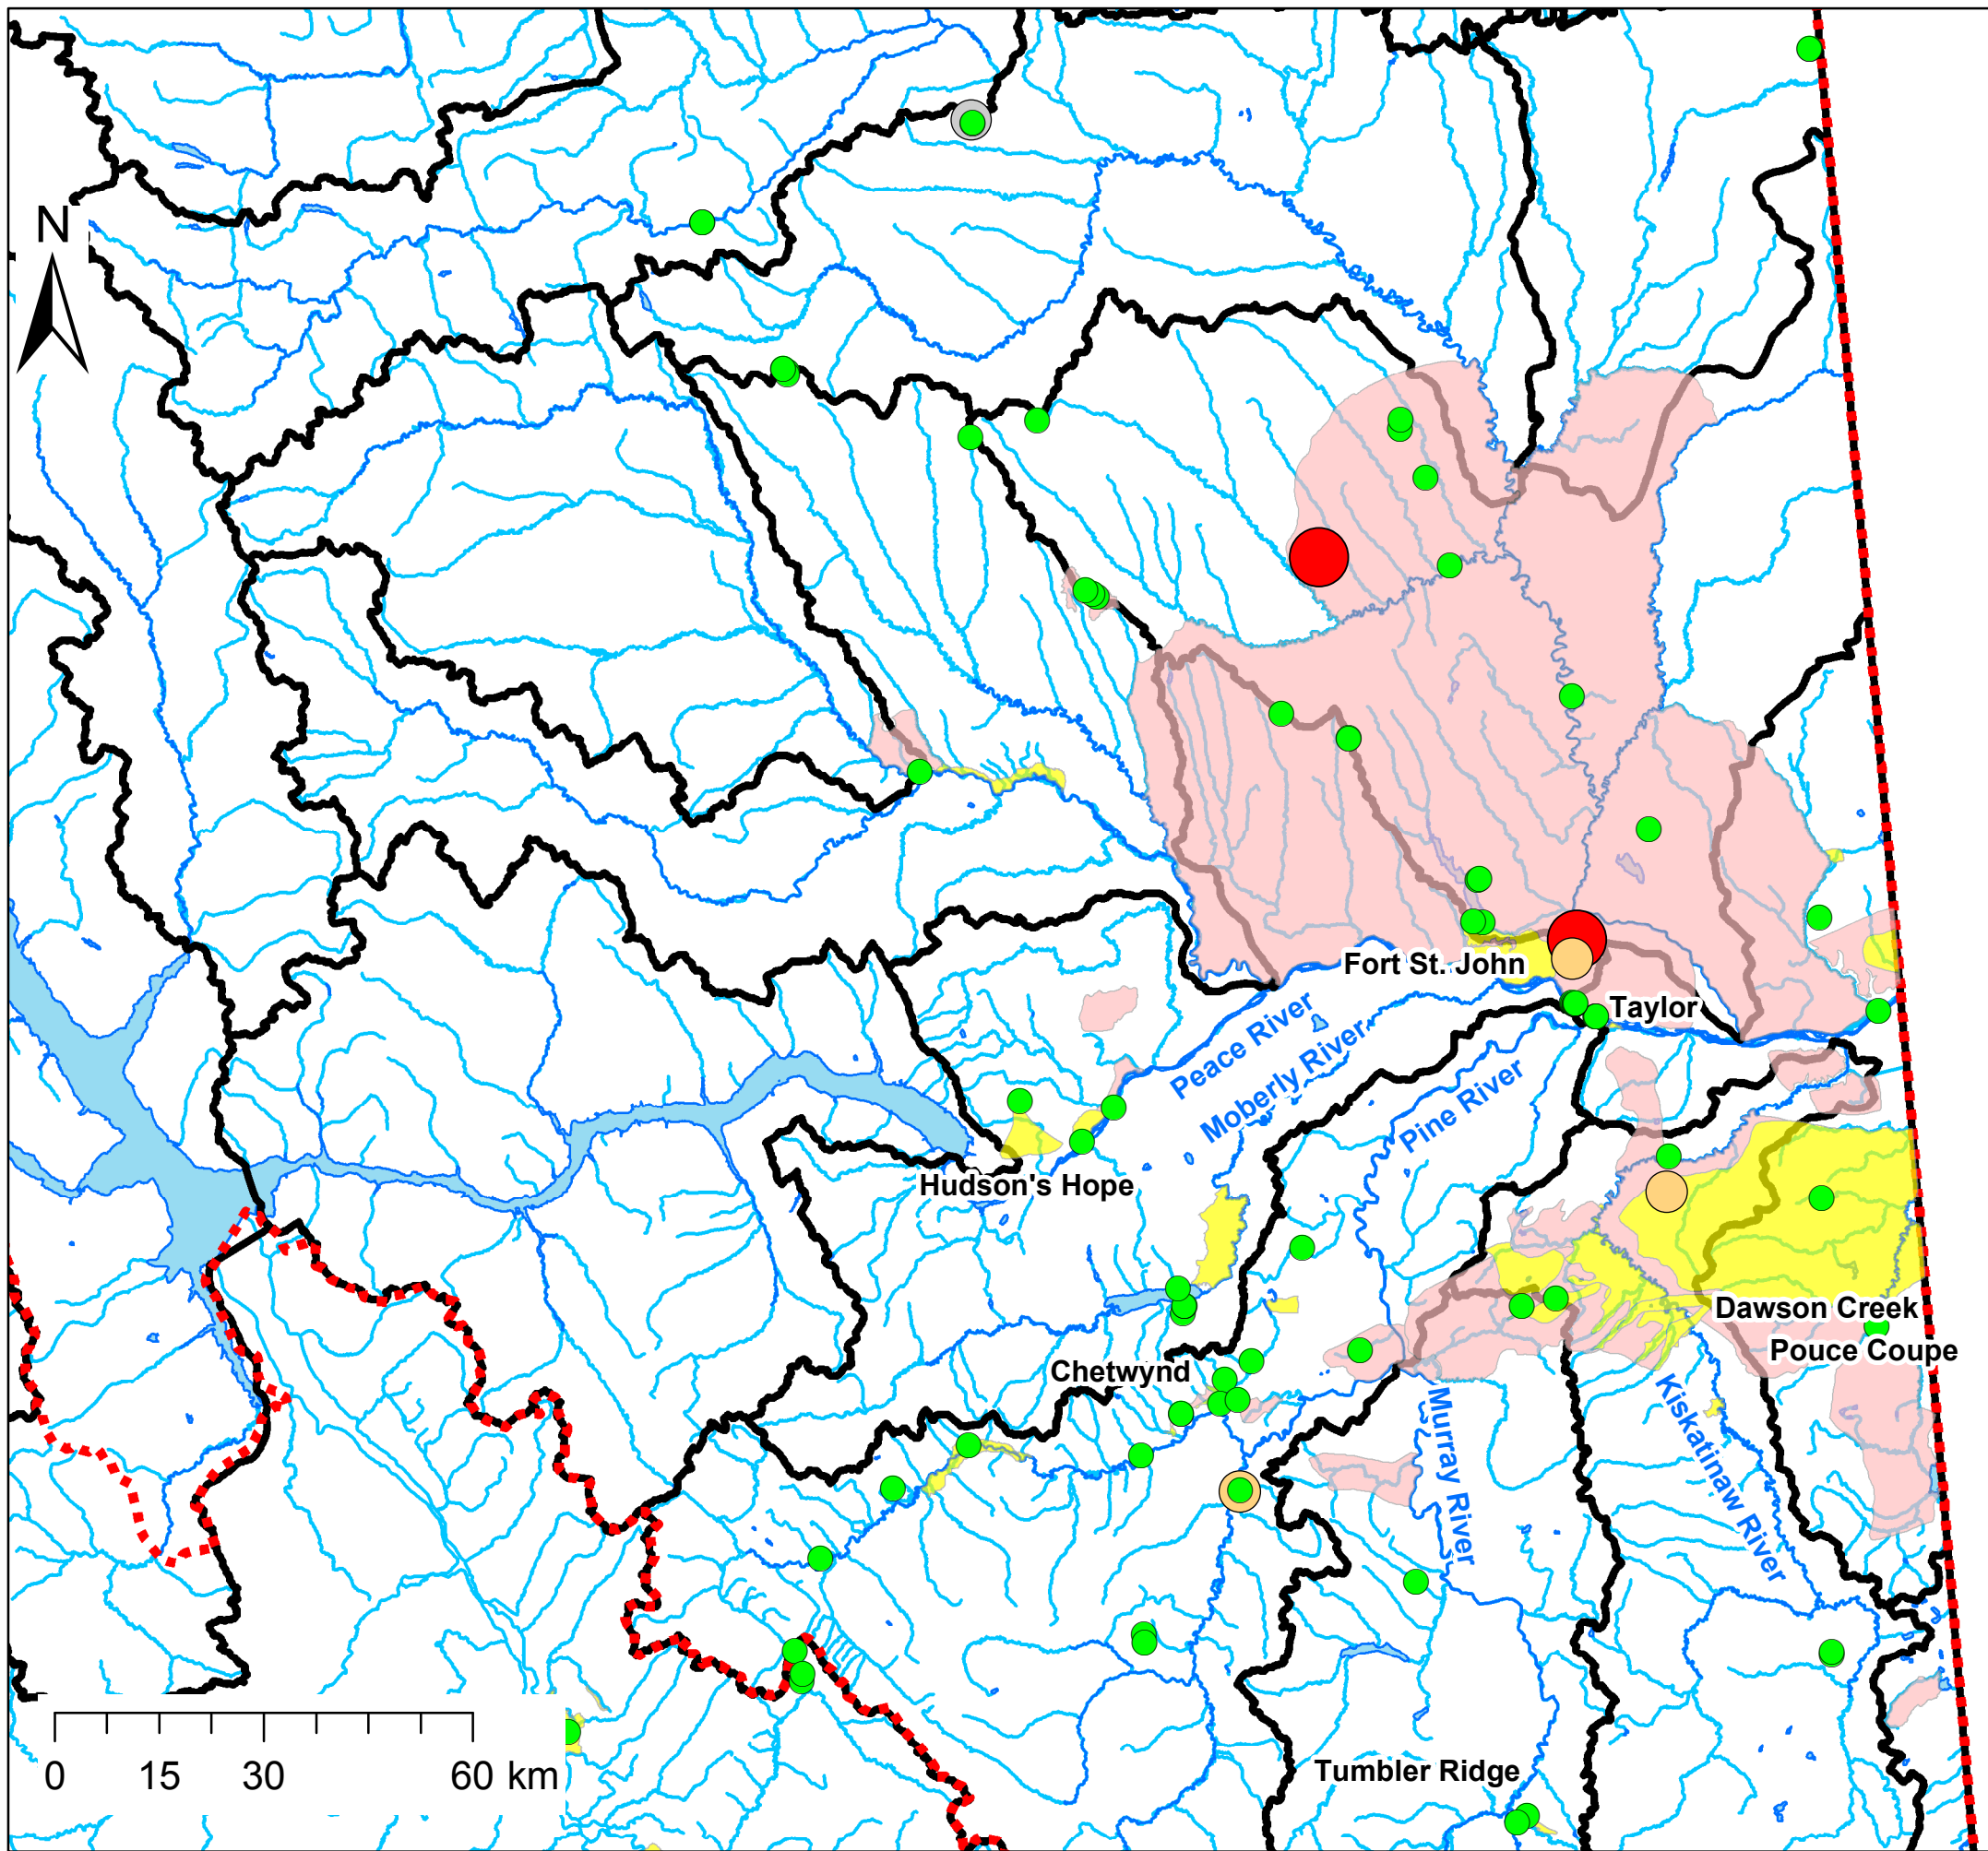 N
Fort St. John
Taylor
Peace River
Moberly River
Pine River
Hudson's Hope
Dawson Creek
Pouce Coupe
Chetwynd
Murray River
Kiskatinaw River
Tumbler Ridge
0 15 30 60 km